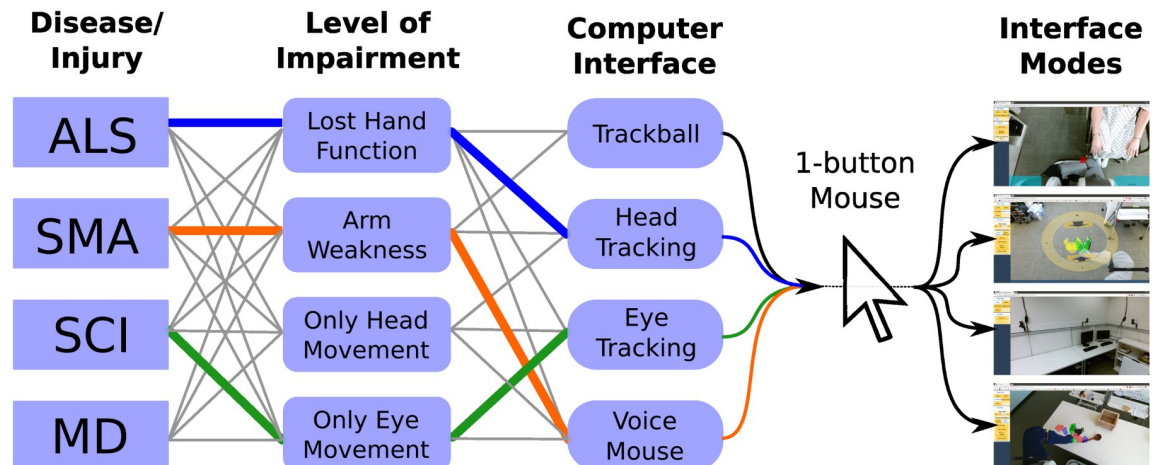 Disease/
Injury
Level of
Impairment
Computer
Interface
Interface
Modes
ALS
SMA
SCI
MD
Lost Hand
Function
Arm
Weakness
Only Head
Movement
Only Eye
Movement
Trackball
Head
Tracking
Eye
Tracking
Voice
Mouse
1-button
Mouse